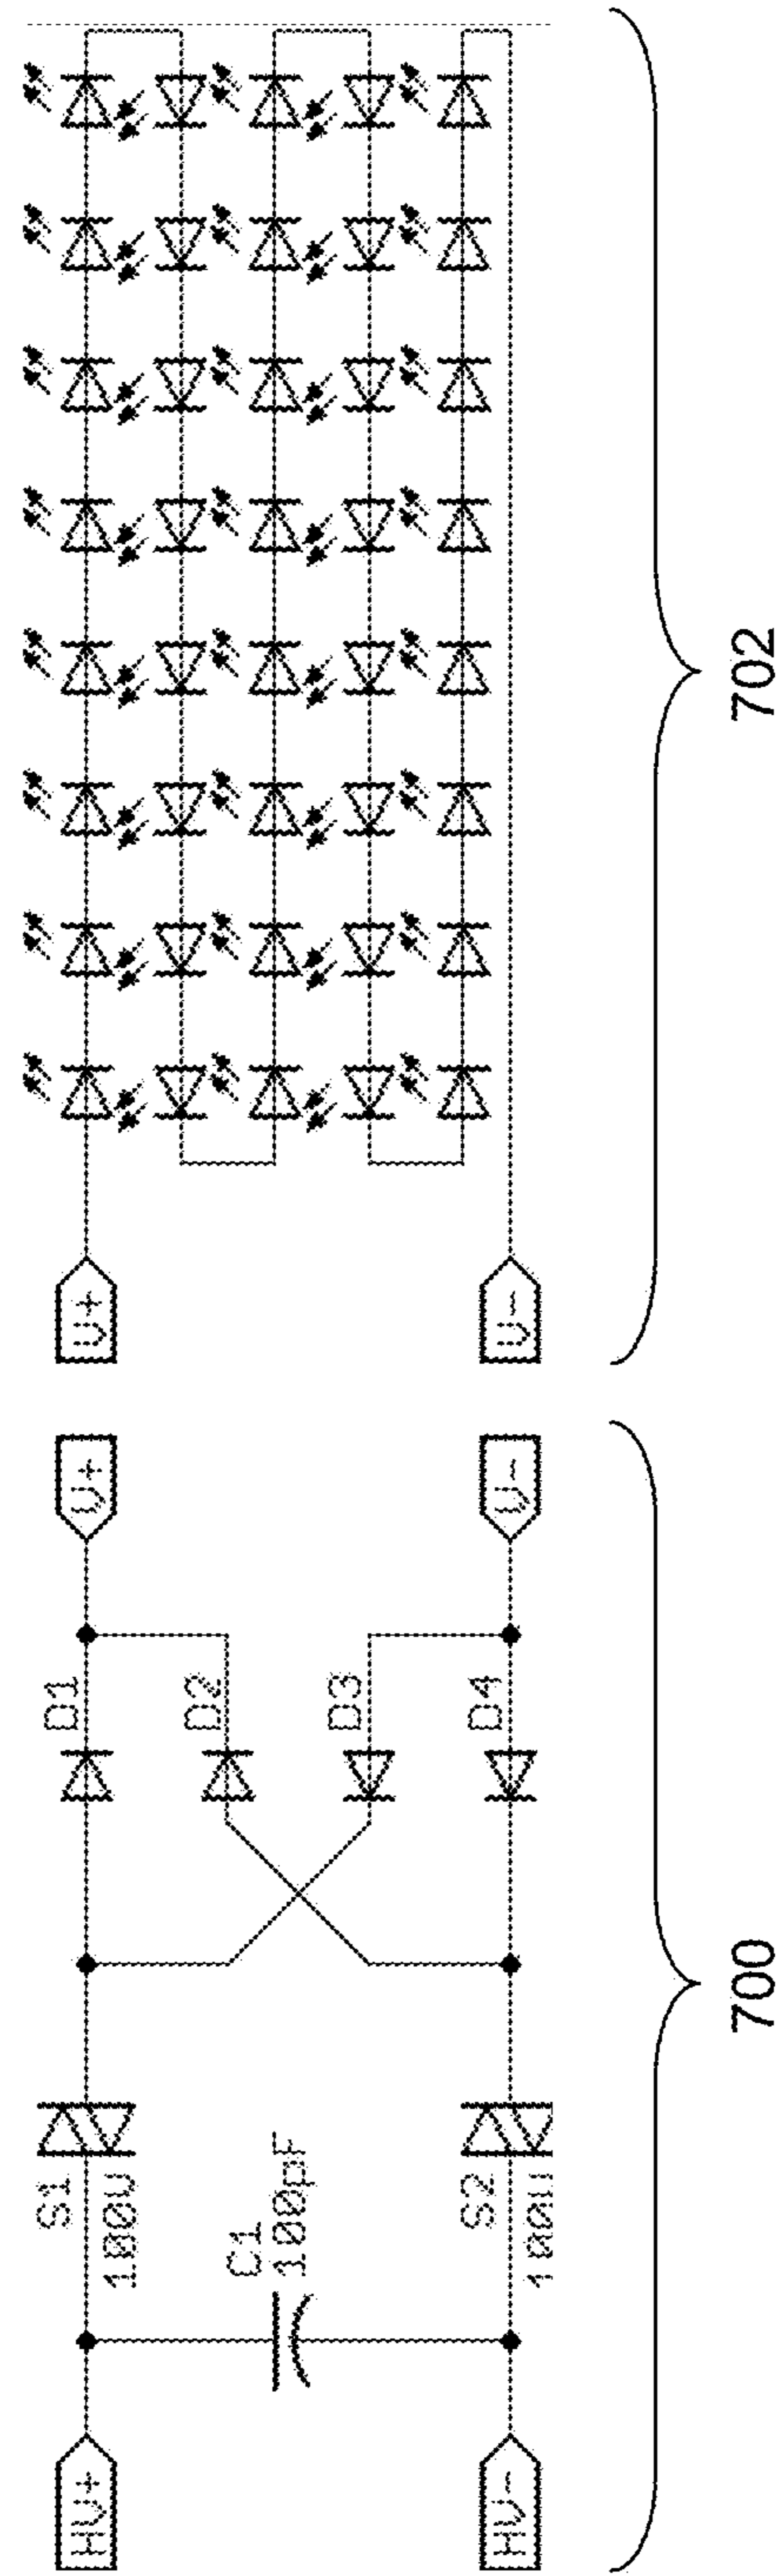 HV+
HV-
C1
100pF
S1
100V
S2
100V
D1
D2
D3
D4
V+
V-
700
V+
V-
702